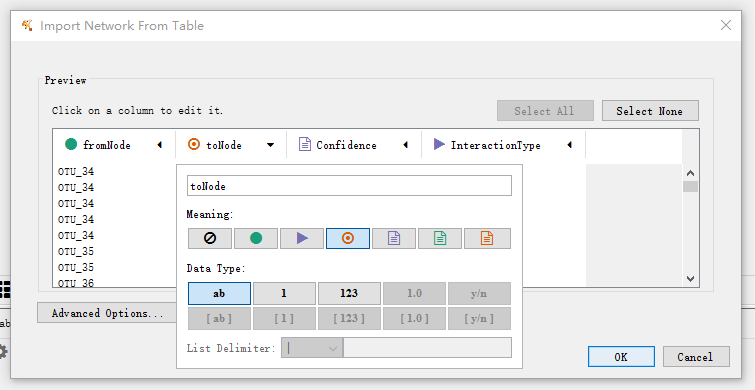 Import Network From Table
Preview
Click on a column to edit it.
Select All
Select None
fromNode
toNode
Confidence
InteractionType
OTU_34
OTU_34
OTU_34
OTU_34
OTU_34
OTU_35
OTU_35
OTU_36
toNode
Meaning:
Data Type:
ab
1
123
1.0
y/n
[ ab ]
[ 1 ]
[ 123 ]
[ 1.0 ]
[ y/n ]
List Delimiter:
|
Advanced Options...
OK
Cancel
ab